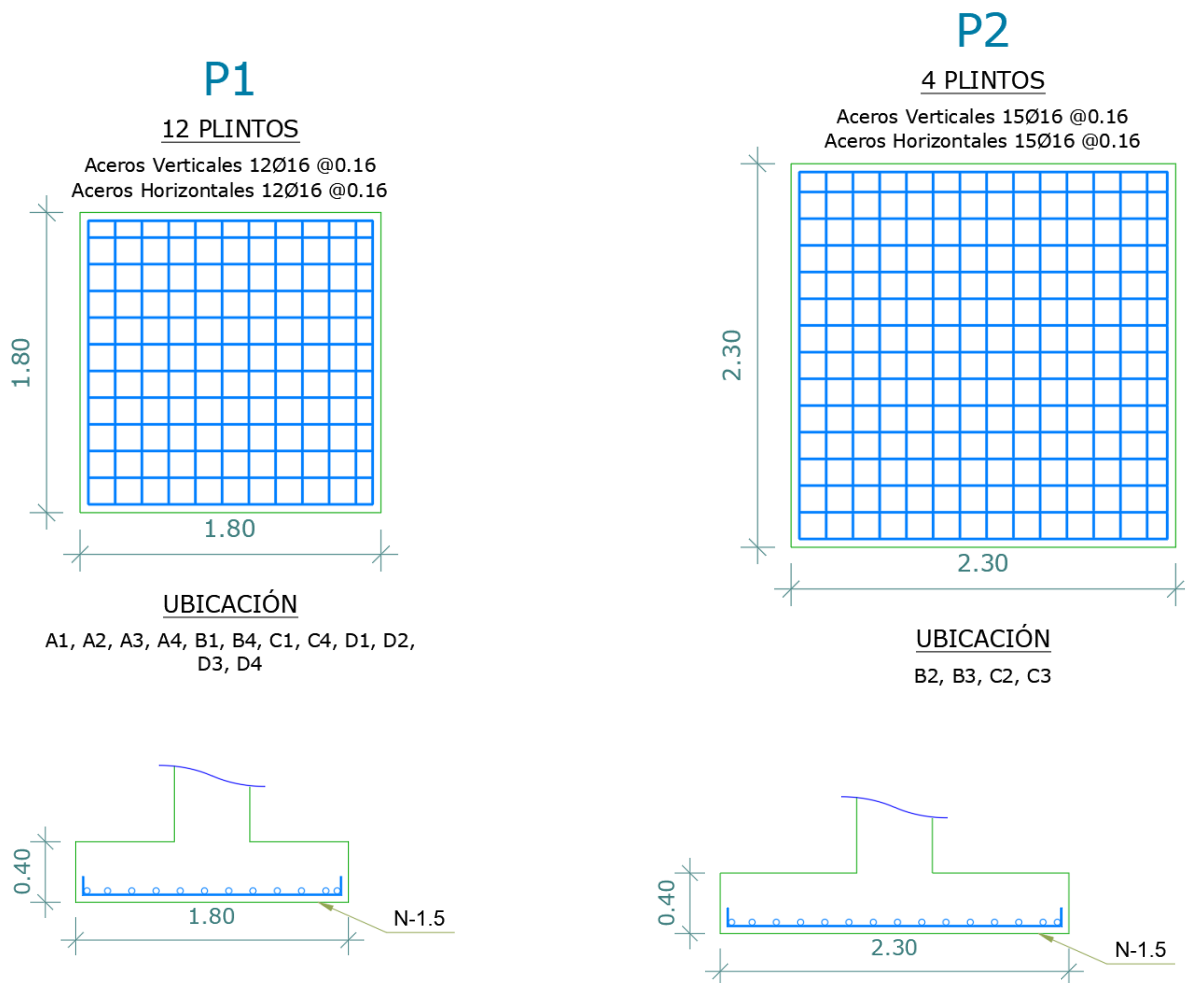 P1
12 PLINTOS
Aceros Verticales 12Ø16 @0.16
Aceros Horizontales 12Ø16 @0.16
1.80
1.80
UBICACIÓN
A1, A2, A3, A4, B1, B4, C1, C4, D1, D2,
D3, D4
0.40
1.80
N-1.5
P2
4 PLINTOS
Aceros Verticales 15Ø16 @0.16
Aceros Horizontales 15Ø16 @0.16
2.30
2.30
UBICACIÓN
B2, B3, C2, C3
0.40
2.30
N-1.5